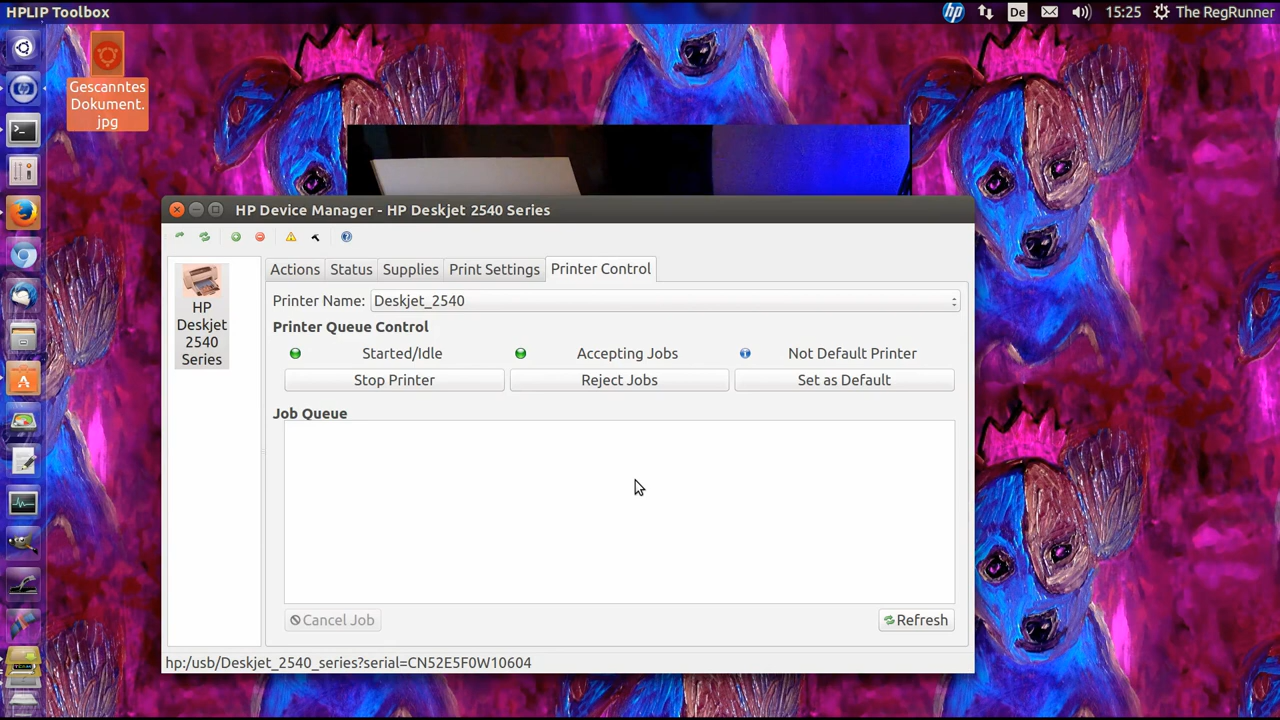 HPLIP Toolbox
hp
De
15:25
The RegRunner
Gescanntes
Dokument.
jpg
HP Device Manager - HP Deskjet 2540 Series
HP
Deskjet
2540
Series
Actions
Status
Supplies
Print Settings
Printer Control
Printer Name:
Deskjet_2540
Printer Queue Control
Started/Idle
Accepting Jobs
Not Default Printer
Stop Printer
Reject Jobs
Set as Default
Job Queue
Cancel Job
Refresh
hp:/usb/Deskjet_2540_series?serial=CN52E5F0W10604